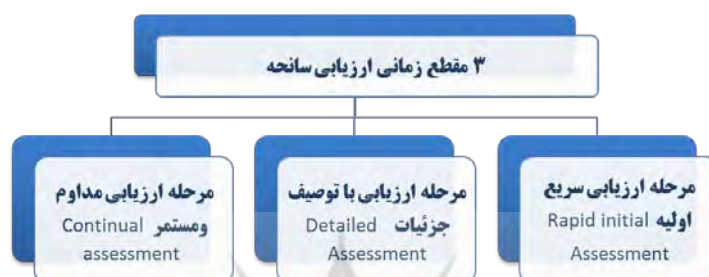 ۳ مقطع زمانی ارزیابی سانحه
مرحله ارزیابی سریع
اولیه Rapid initial
Assessment
مرحله ارزیابی با توصیف
جزئیات Detailed
Assessment
مرحله ارزیابی مداوم
ومستمر Continual
assessment